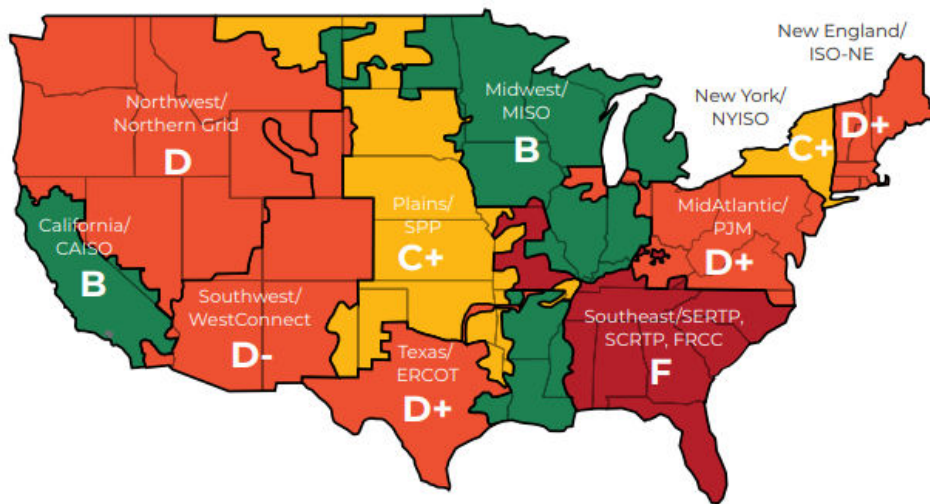 New England/
ISO-NE
Midwest/
MISO
B
New York/
NYISO
D+
C+
Northwest/
Northern Grid
D
Plains/
SPP
C+
MidAtlantic/
PJM
D+
California/
CAISO
B
Southwest/
WestConnect
D-
Texas/
ERCOT
D+
Southeast/SERTP,
SCRTP, FRCC
F